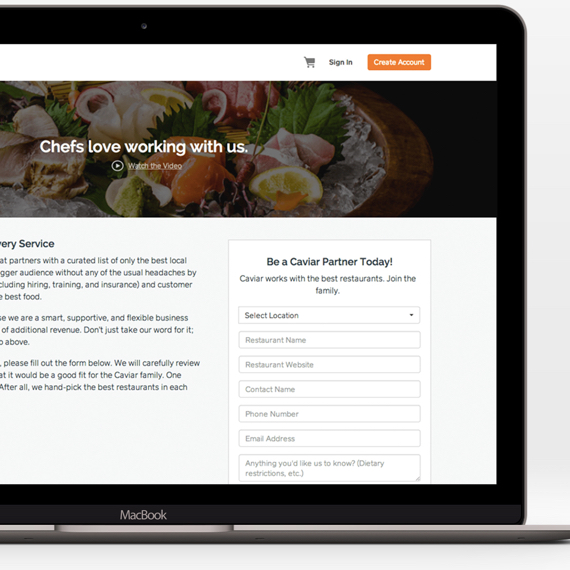 Sign In
Create Account
Chefs love working with us.
Watch the Video
very Service
at partners with a curated list of only the best local
gger audience without any of the usual headaches by
cluding hiring, training, and insurance) and customer
e best food.
se we are a smart, supportive, and flexible business
of additional revenue. Don't just take our word for it;
o above.
, please fill out the form below. We will carefully review
at it would be a good fit for the Caviar family. One
After all, we hand-pick the best restaurants in each
Be a Caviar Partner Today!
Caviar works with the best restaurants. Join the
family.
Select Location
Restaurant Name
Restaurant Website
Contact Name
Phone Number
Email Address
Anything you'd like us to know? (Dietary
restrictions, etc.)
MacBook